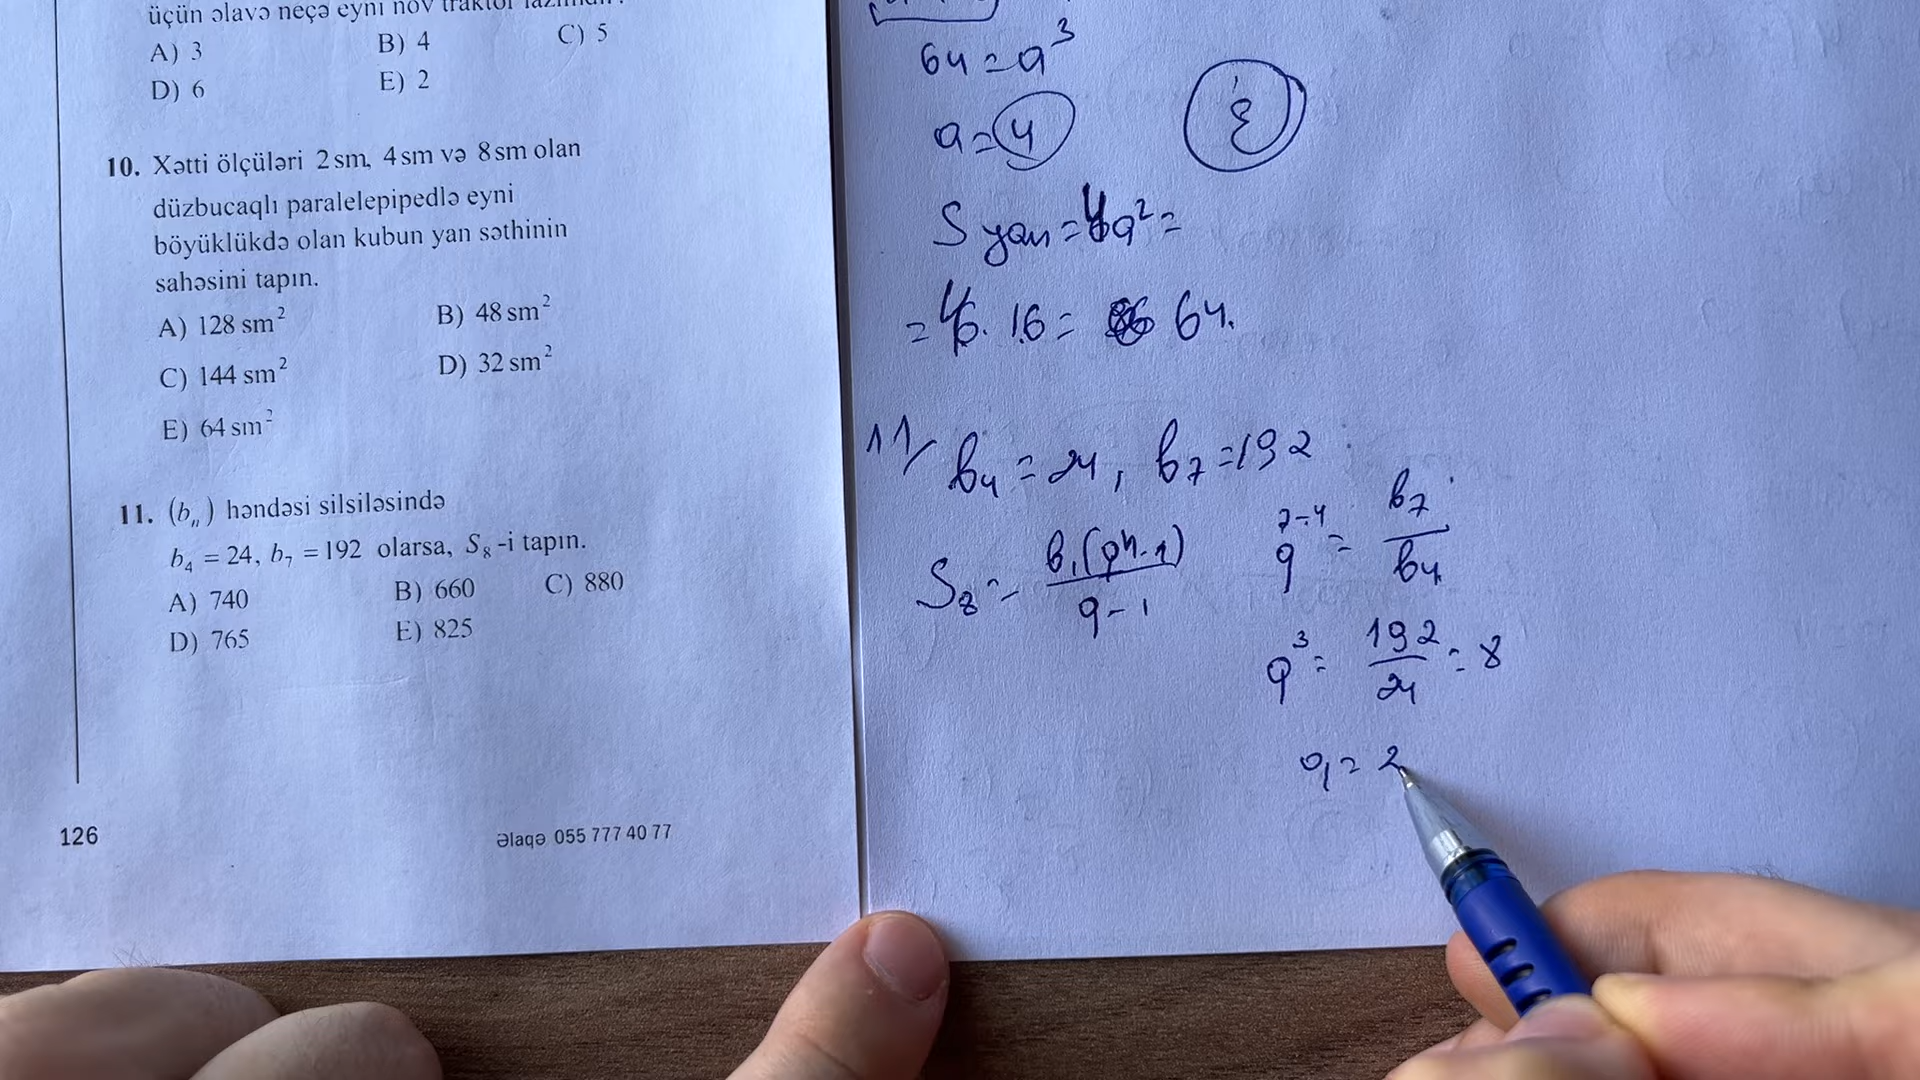 üçün əlavə neçə eyni növ traktor lazımdır?
A) 3 B) 4 C) 5
D) 6 E) 2
10. Xətti ölçüləri 2 sm, 4 sm və 8 sm olan
düzbucaqlı paralelepipedlə eyni
böyüklükdə olan kubun yan səthinin
sahəsini tapın.
A) 128 sm² B) 48 sm²
C) 144 sm² D) 32 sm²
E) 64 sm²
11. (bₙ) həndəsi silsiləsində
b₄ = 24, b₇ = 192 olarsa, S₈ -i tapın.
A) 740 B) 660 C) 880
D) 765 E) 825
126 Əlaqə 055 777 40 77
64 = a³
a = 4
S yan = 4a² =
= 4 · 16 = 64.
11/ b₄ = 24, b₇ = 192
S₈ = b₁(qⁿ-1) / q-1
q⁷⁻⁴ = b₇ / b₄
q³ = 192 / 24 = 8
q = 2